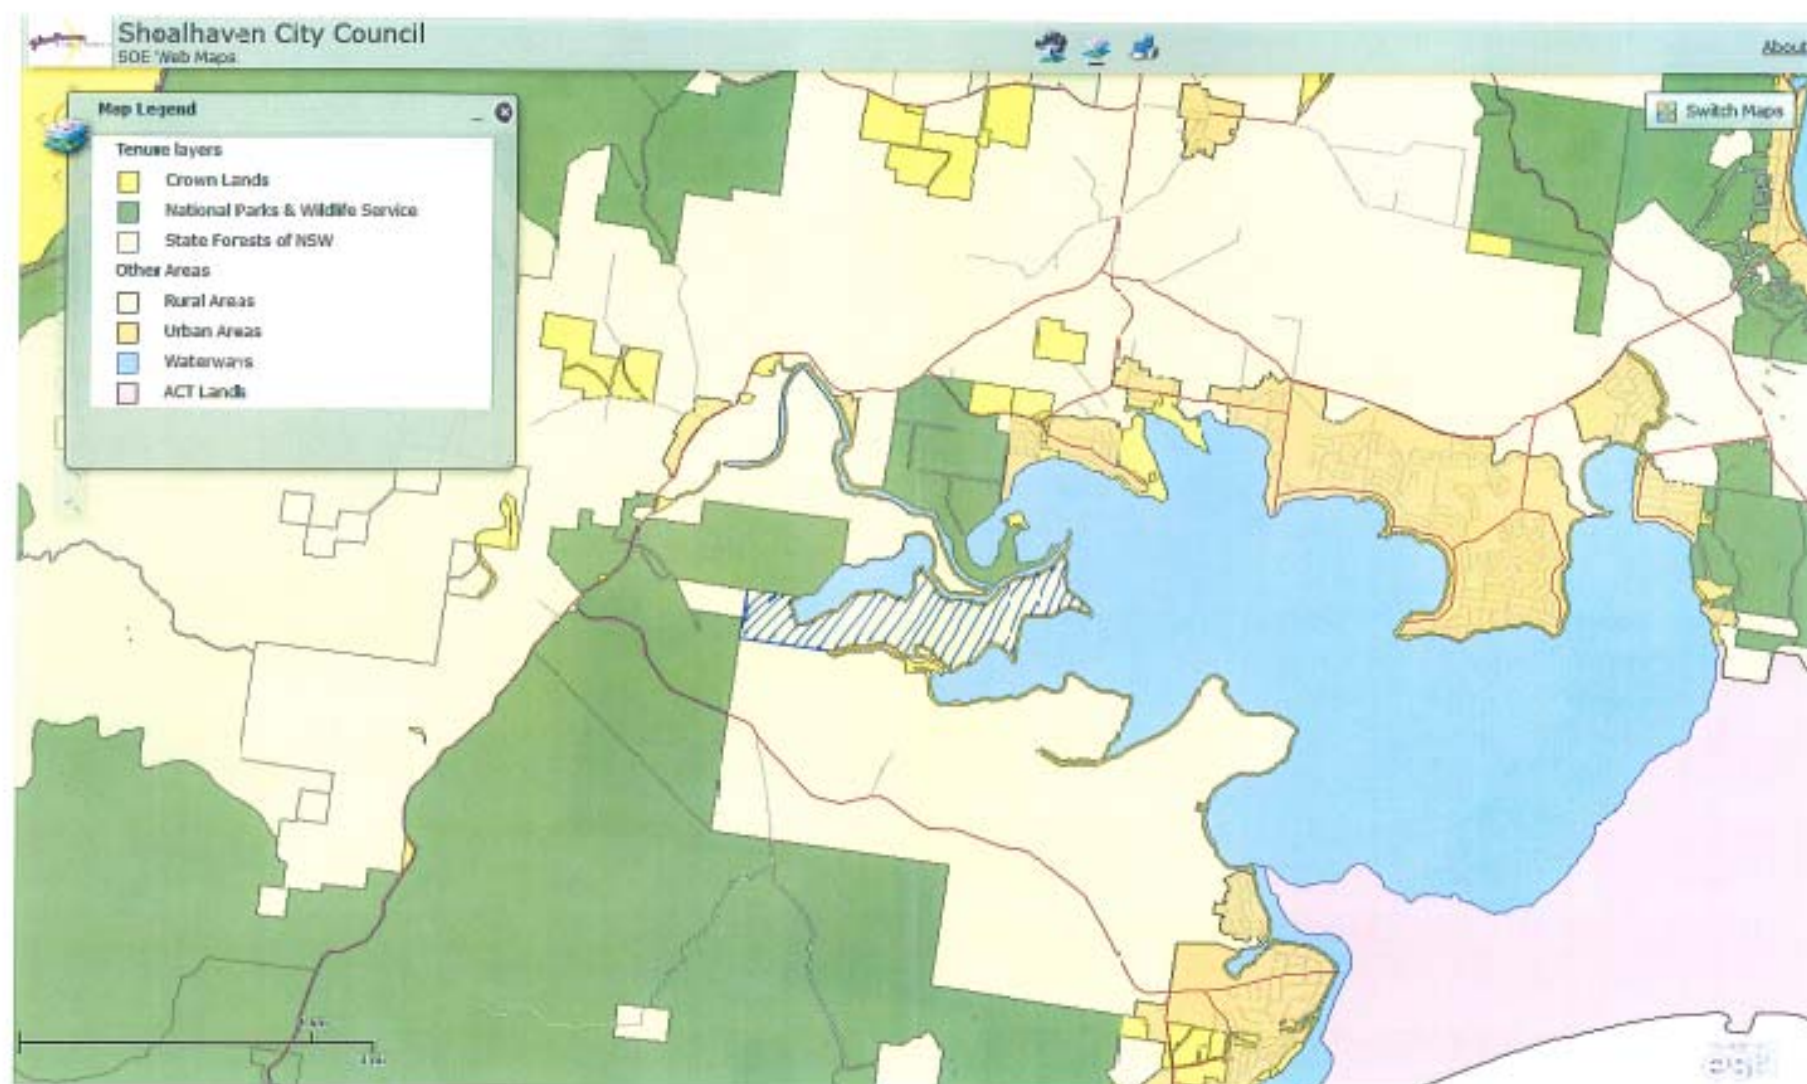 Shoalhaven City Council
SOE Web Maps
About
Switch Maps
Map Legend
Tenure layers
Crown Lands
National Parks & Wildlife Service
State Forests of NSW
Other Areas
Rural Areas
Urban Areas
Waterways
ACT Lands
esri